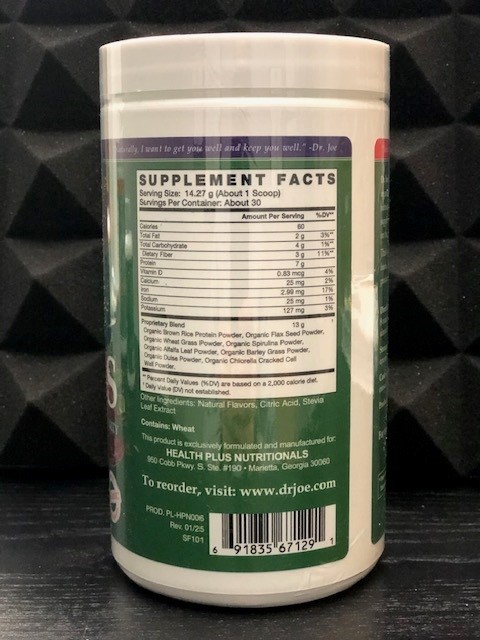 I want to get you well and keep you well." -Dr. Joe
SUPPLEMENT FACTS
Serving Size: 14.27 g (About 1 Scoop)
Survings Per Container: About 30
Amount Per Serving %DV**
Calories 60
Total Fat 2 g 3%**
Total Carbohydrate 4 g 1%**
Dietary Fiber 3 g 11%**
Protein 7 g
Vitamin D 0.83 mcg 4%
Calcium 25 mg 2%
Iron 2.99 mg 17%
Sodium 25 mg 1%
Potassium 127 mg 3%
Proprietary Blend 13 g
Organic Brown Rice Protein Powder, Organic Flax Seed Powder,
Organic Wheat Grass Powder, Organic Spirulina Powder,
Organic Alfalfa Leaf Powder, Organic Barley Grass Powder,
Organic Dulse Powder, Organic Chlorella Cracked Cell
Wall Powder.
** Percent Daily Values (%DV) are based on a 2,000 calorie diet.
† Daily Value (DV) not established.
Other Ingredients: Natural Flavors, Citric Acid, Stevia
Leaf Extract
Contains: Wheat
This product is exclusively formulated and manufactured for:
HEALTH PLUS NUTRITIONALS
950 Cobb Pkwy. S. Ste. #190 • Marietta, Georgia 30060
To reorder, visit: www.drjoe.com
PROD. PL-HPN006
Rev. 01/25
SF101
6 91835 67129 1